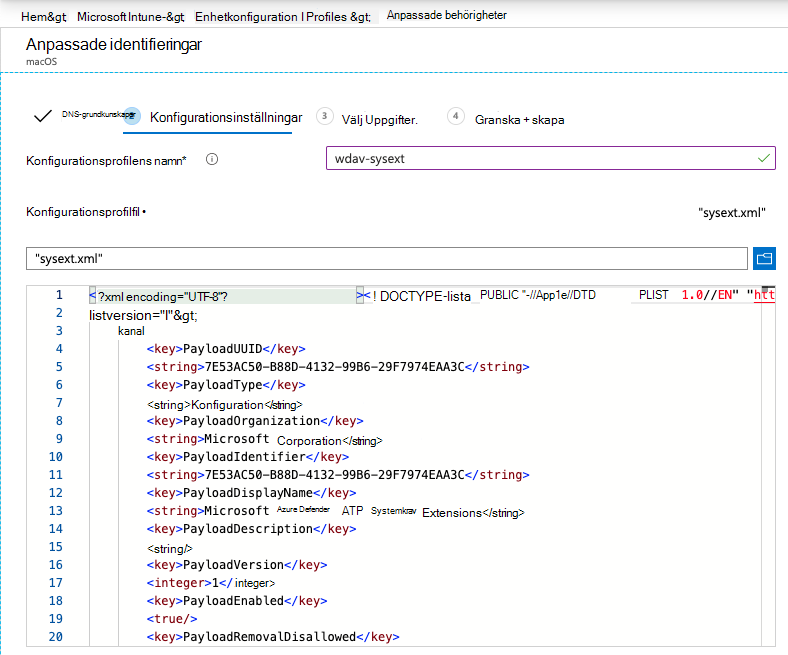 Hem&gt Microsoft Intune-&gt Enhetkonfiguration I Profiles &gt; Anpassade behörigheter
Anpassade identifieringar
macOS
DNS-grundkunskaper 2 Konfigurationsinställningar 3 Välj Uppgifter. 4 Granska + skapa
Konfigurationsprofilens namn* wdav-sysext
Konfigurationsprofilfil • "sysext.xml"
"sysext.xml"
1 <?xml encoding="UTF-8"? ><! DOCTYPE-lista PUBLIC "-//App1e//DTD PLIST 1.0//EN" "htt
2 listversion="I"&gt;
3 kanal
4 <key>PayloadUUID</key>
5 <string>7E53AC50-B88D-4132-99B6-29F7974EAA3C</string>
6 <key>PayloadType</key>
7 <string>Konfiguration</string>
8 <key>PayloadOrganization</key>
9 <string>Microsoft Corporation</string>
10 <key>PayloadIdentifier</key>
11 <string>7E53AC50-B88D-4132-99B6-29F7974EAA3C</string>
12 <key>PayloadDisplayName</key>
13 <string>Microsoft Azure Defender ATP Systemkrav Extensions</string>
14 <key>PayloadDescription</key>
15 <string/>
16 <key>PayloadVersion</key>
17 <integer>1</integer>
18 <key>PayloadEnabled</key>
19 <true/>
20 <key>PayloadRemovalDisallowed</key>